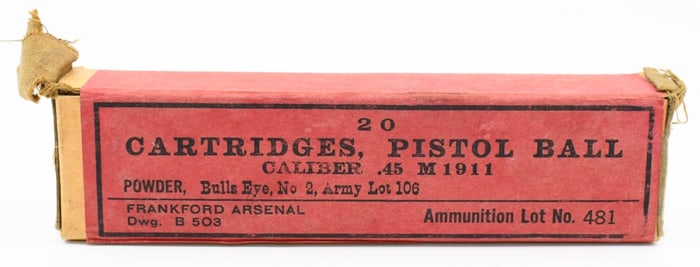 20
CARTRIDGES, PISTOL BALL
CALIBER .45 M1911
POWDER, Bulls Eye, No 2, Army Lot 106
FRANKFORD ARSENAL
Dwg. B 503
Ammunition Lot No. 481